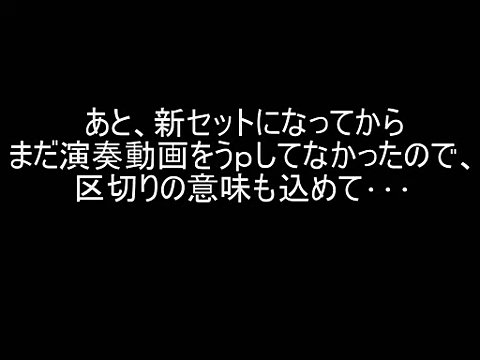 あと、新セットになってから
まだ演奏動画をうpしてなかったので、
区切りの意味も込めて・・・